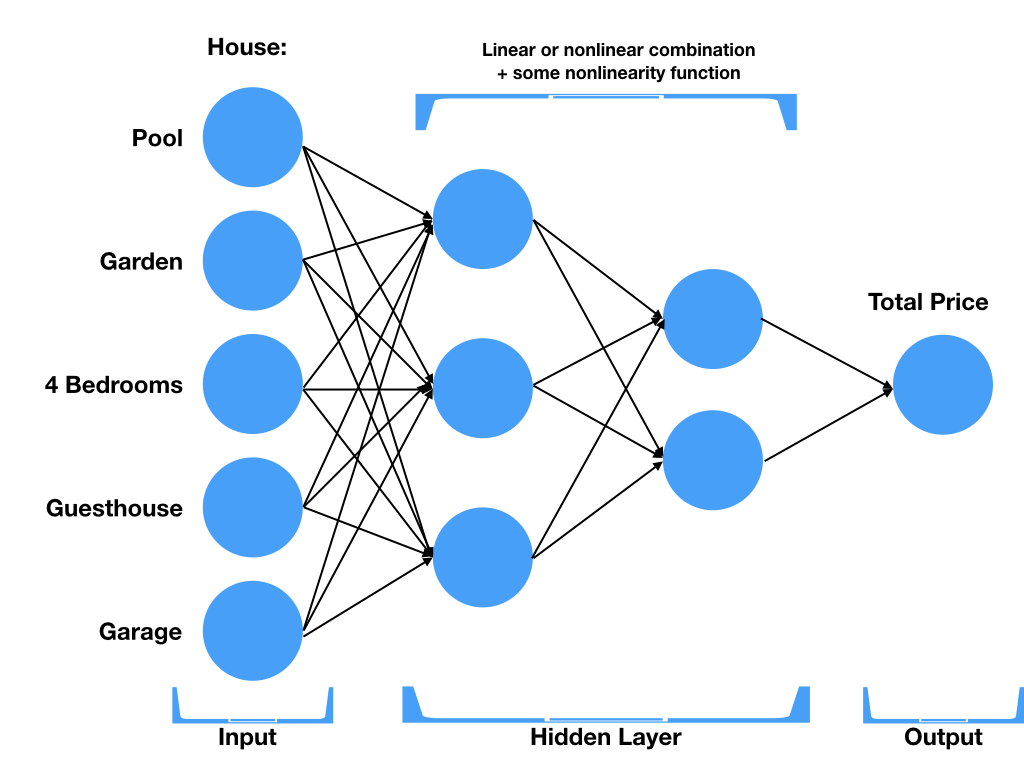 House:
Linear or nonlinear combination
+ some nonlinearity function
Pool
Garden
4 Bedrooms
Guesthouse
Garage
Total Price
Input
Hidden Layer
Output